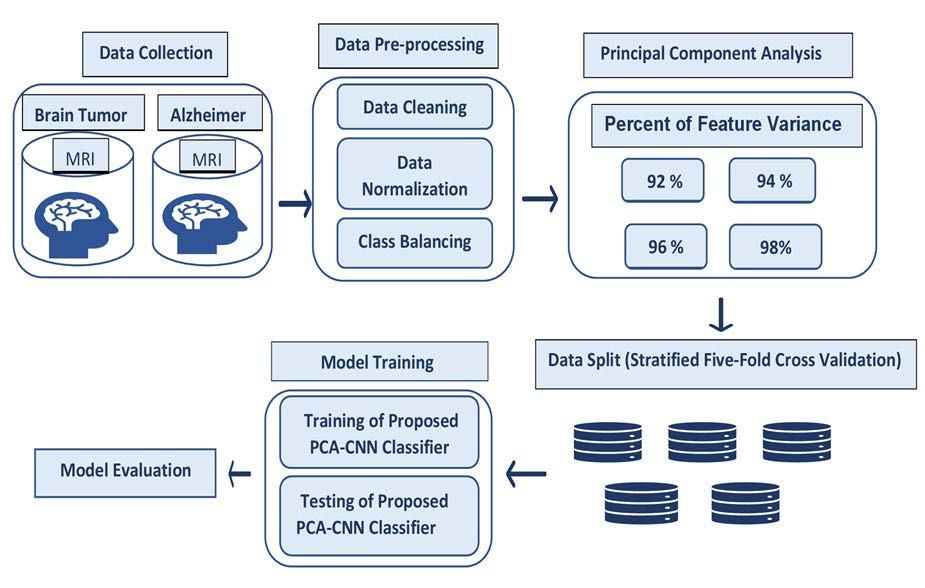 Data Collection
Brain Tumor
Alzheimer
MRI
MRI
Data Pre-processing
Data Cleaning
Data
Normalization
Class Balancing
Principal Component Analysis
Percent of Feature Variance
92 %
94 %
96 %
98%
Data Split (Stratified Five-Fold Cross Validation)
Model Training
Training of Proposed
PCA-CNN Classifier
Testing of Proposed
PCA-CNN Classifier
Model Evaluation